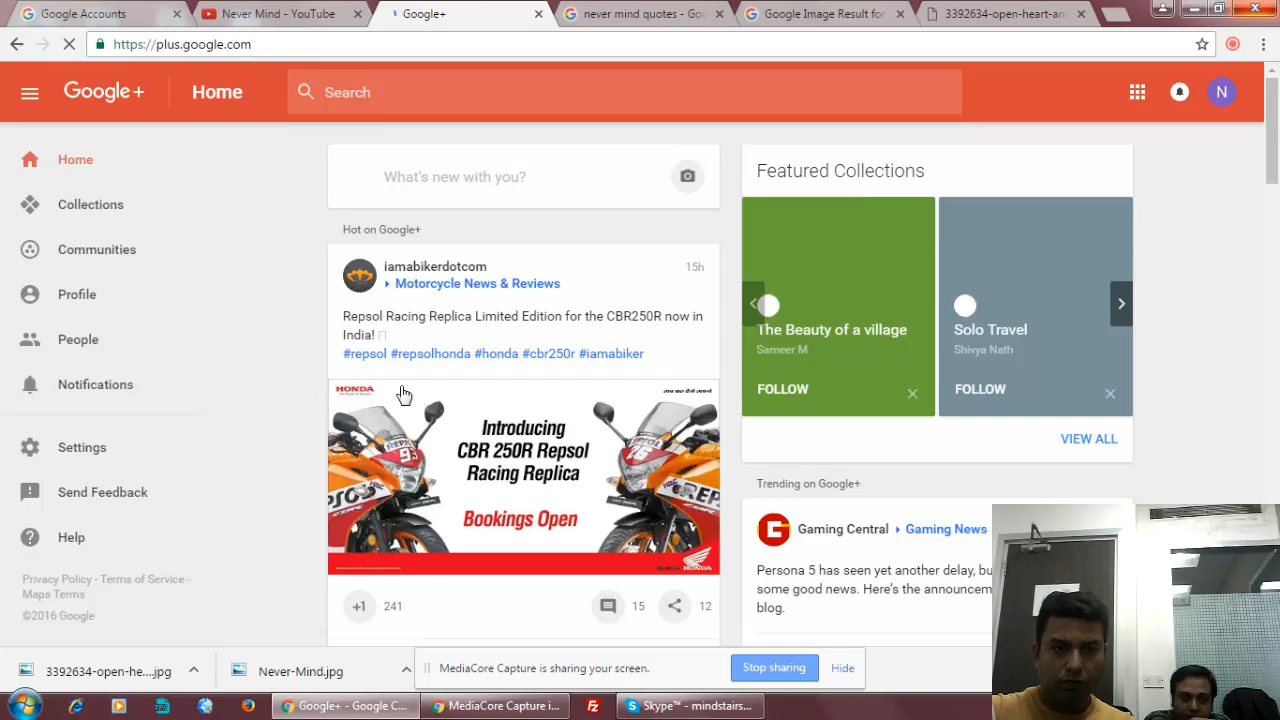 Google Accounts
Never Mind - YouTube
Google+
never mind quotes - Goo
Google Image Result for
3392634-open-heart-and
https://plus.google.com
Google+
Home
Search
N
Home
Collections
Communities
Profile
People
Notifications
Settings
Send Feedback
Help
Privacy Policy - Terms of Service -
Maps Terms
©2016 Google
What's new with you?
Hot on Google+
iamabikerdotcom
15h
Motorcycle News & Reviews
Repsol Racing Replica Limited Edition for the CBR250R now in
India!
#repsol #repsolhonda #honda #cbr250r #iamabiker
HONDA
Introducing
CBR 250R Repsol
Racing Replica
Bookings Open
93
26
HONDA
+1
241
15
12
Featured Collections
The Beauty of a village
Sameer M
FOLLOW
Solo Travel
Shivya Nath
FOLLOW
VIEW ALL
Trending on Google+
Gaming Central
Gaming News
Persona 5 has seen yet another delay, bu
some good news. Here's the announcem
blog.
3392634-open-he....jpg
Never-Mind.jpg
MediaCore Capture is sharing your screen.
Stop sharing
Hide
Google+ - Google C...
MediaCore Capture i...
Skype™ - mindstairs...